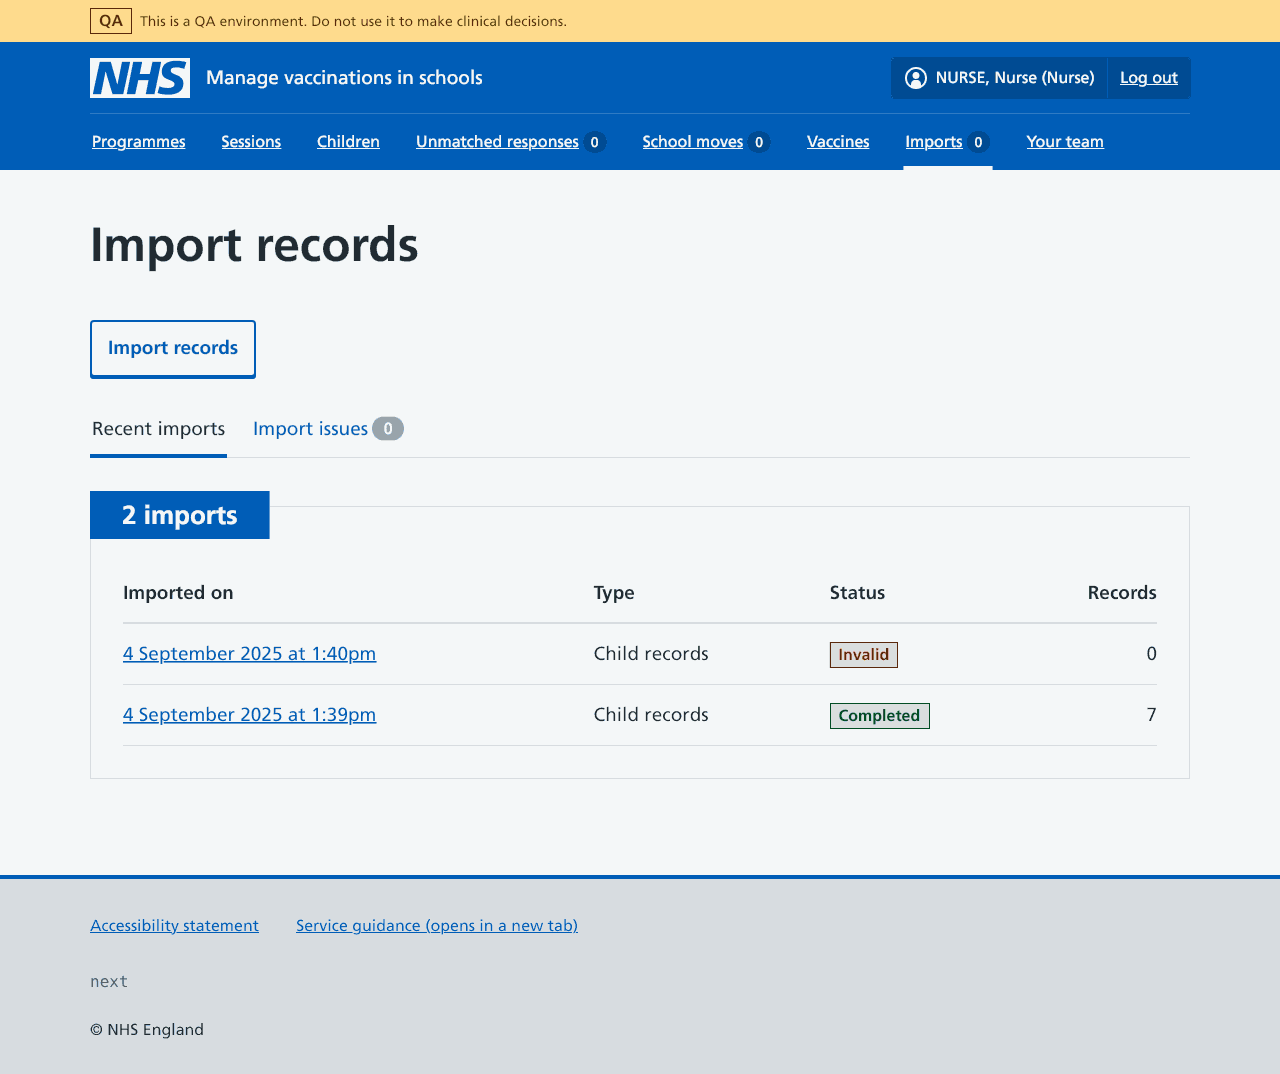 QA This is a QA environment. Do not use it to make clinical decisions.
NHS Manage vaccinations in schools NURSE, Nurse (Nurse) Log out
Programmes Sessions Children Unmatched responses 0 School moves 0 Vaccines Imports 0 Your team
Import records
Import records
Recent imports Import issues 0
2 imports
Imported on Type Status Records
4 September 2025 at 1:40pm Child records Invalid 0
4 September 2025 at 1:39pm Child records Completed 7
Accessibility statement Service guidance (opens in a new tab)
next
© NHS England